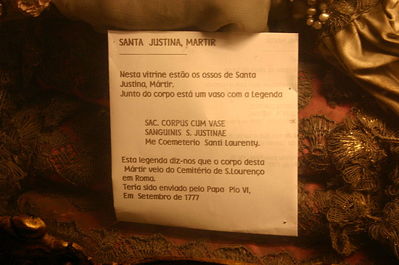 SANTA JUSTINA, MARTIR
Nesta vitrine estão os ossos de Santa
Justina, Mártir.
Junto do corpo está um vaso com a Legenda
SAC. CORPUS CUM VASE
SANGUINIS S. JUSTINAE
Me Coemeterio Santi Laurenty.
Esta legenda diz-nos que o corpo desta
Mártir veio do Cemitério de S.Lourenço
em Roma.
Teria sido enviado pelo Papa Pio VI,
Em Setembro de 1777